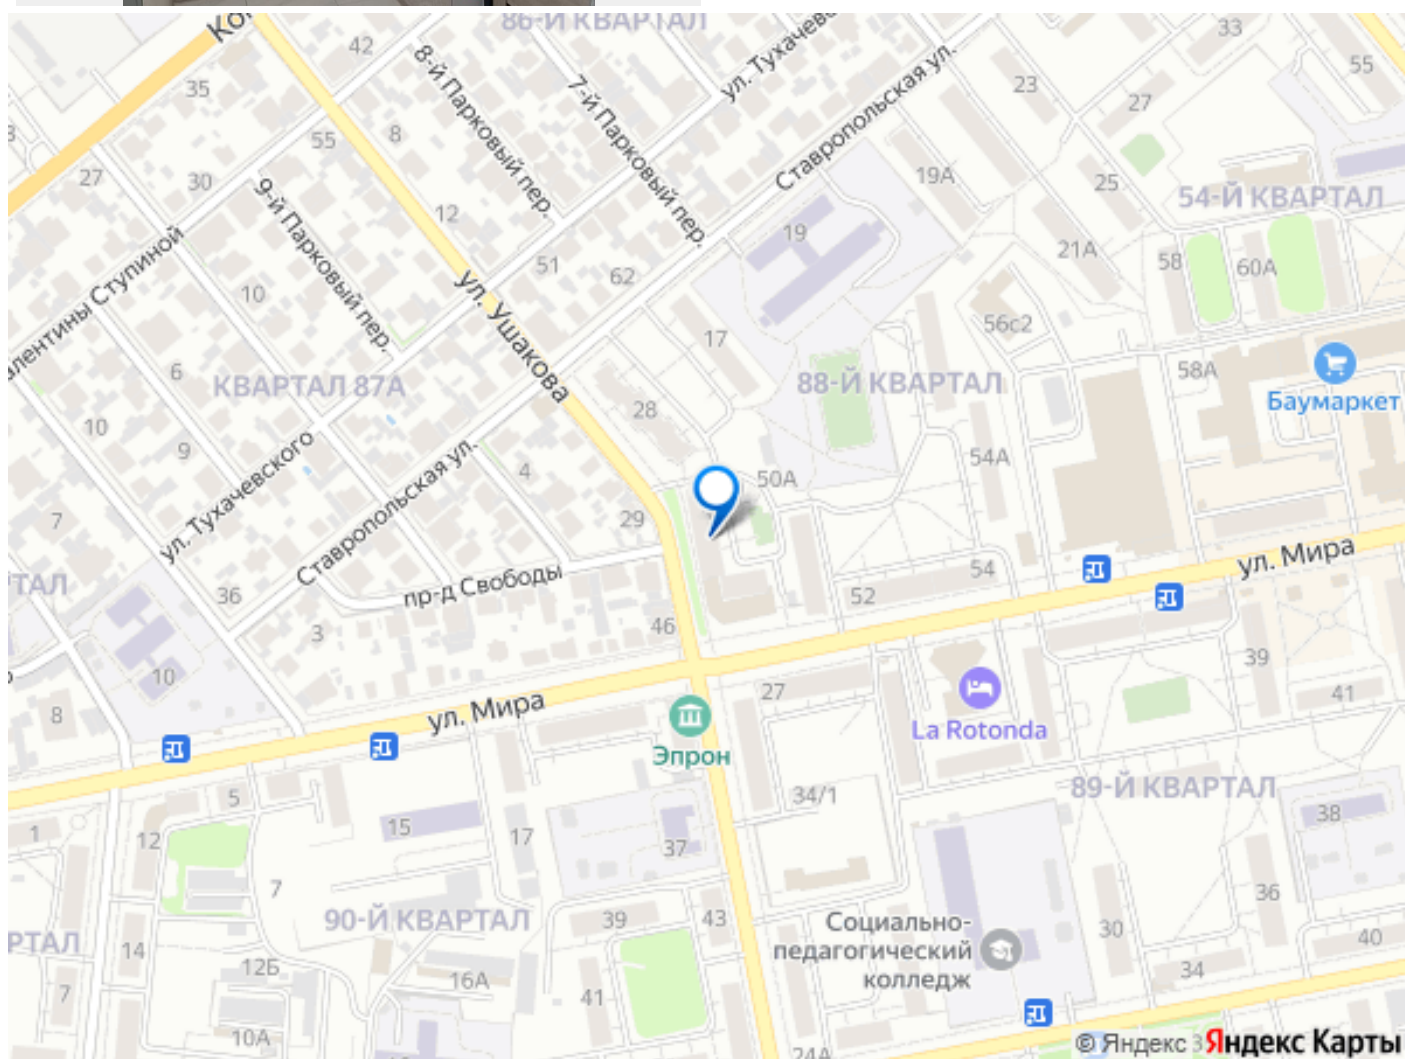 86-Й КВАРТАЛ
42
33
ул. Тухачевс
Ставропольская ул.
55
35
8-й Парковый пер.
7-й Парковый пер.
23
27
55
8
27
30
19А
25
54-Й КВАРТАЛ
9-й Парковый пер.
12
19
21А
58
60А
51
62
ул. Ушакова
10
алентины Ступиной
56с2
17
6
КВАРТАЛ 87А
88-Й КВАРТАЛ
58А
Баумаркет
28
10
9
ул. Тухачевского
Ставропольская ул.
4
50А
54А
7
29
ул. Мира
ТАЛ
36
пр-д Свободы
54
52
3
46
10
39
27
41
8
ул. Мира
La Rotonda
Эпрон
89-Й КВАРТАЛ
34/1
5
38
1
12
15
17
37
7
36
90-Й КВАРТАЛ
39
43
Социально-
педагогический
колледж
30
РТАЛ
14
40
12Б
16А
34
7
41
10А
24А
© Яндекс Яндекс Карты